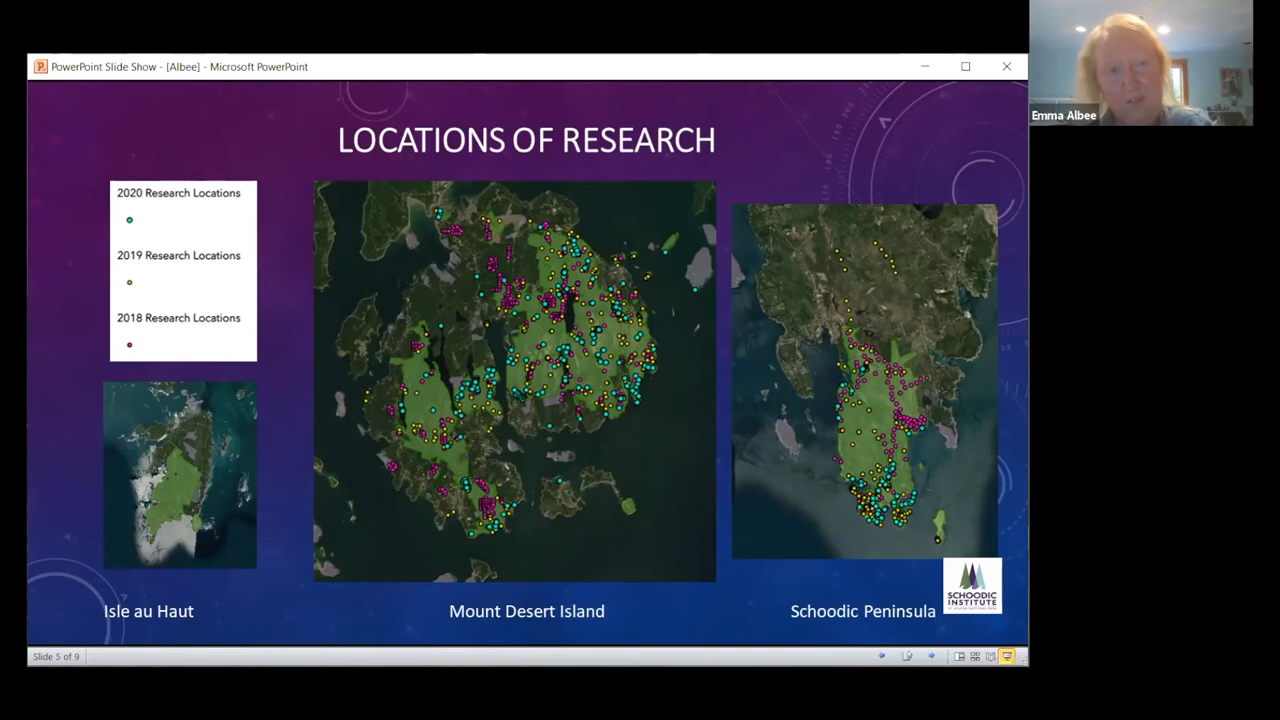 PowerPoint Slide Show - [Albee] - Microsoft PowerPoint
Emma Albee
LOCATIONS OF RESEARCH
2020 Research Locations
2019 Research Locations
2018 Research Locations
Isle au Haut
Mount Desert Island
Schoodic Peninsula
SCHOODIC
INSTITUTE
Slide 5 of 9